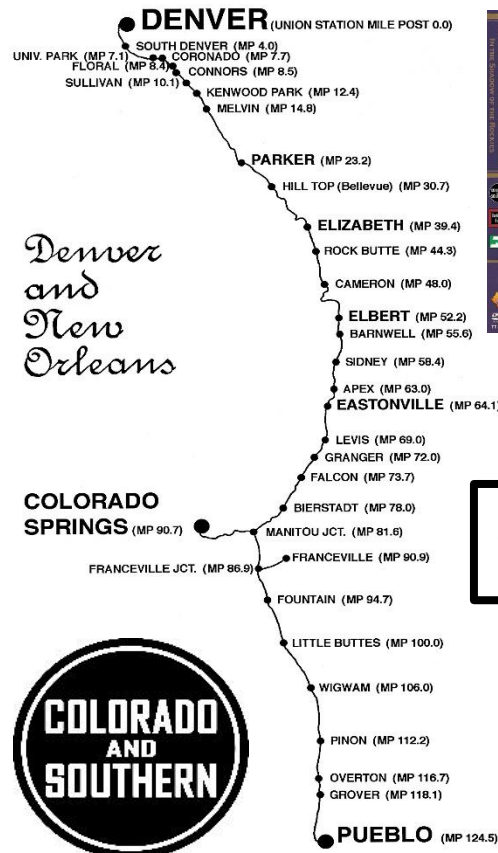 DENVER (UNION STATION MILE POST 0.0)
SOUTH DENVER (MP 4.0)
UNIV. PARK (MP 7.1) CORONADO (MP 7.7)
FLORAL (MP 8.4)
CONNORS (MP 8.5)
SULLIVAN (MP 10.1)
KENWOOD PARK (MP 12.4)
MELVIN (MP 14.8)
PARKER (MP 23.2)
HILL TOP (Bellevue) (MP 30.7)
ELIZABETH (MP 39.4)
ROCK BUTTE (MP 44.3)
CAMERON (MP 48.0)
ELBERT (MP 52.2)
BARNWELL (MP 55.6)
SIDNEY (MP 58.4)
APEX (MP 63.0)
EASTONVILLE (MP 64.1)
LEVIS (MP 69.0)
GRANGER (MP 72.0)
FALCON (MP 73.7)
BIERSTADT (MP 78.0)
COLORADO
SPRINGS (MP 90.7)
MANITOU JCT. (MP 81.6)
FRANCEVILLE (MP 90.9)
FRANCEVILLE JCT. (MP 86.9)
FOUNTAIN (MP 94.7)
LITTLE BUTTES (MP 100.0)
WIGWAM (MP 106.0)
PINON (MP 112.2)
OVERTON (MP 116.7)
GROVER (MP 118.1)
PUEBLO (MP 124.5)
Denver
and
New
Orleans
COLORADO
AND
SOUTHERN
IN THE SHADOW OF THE ROCKIES